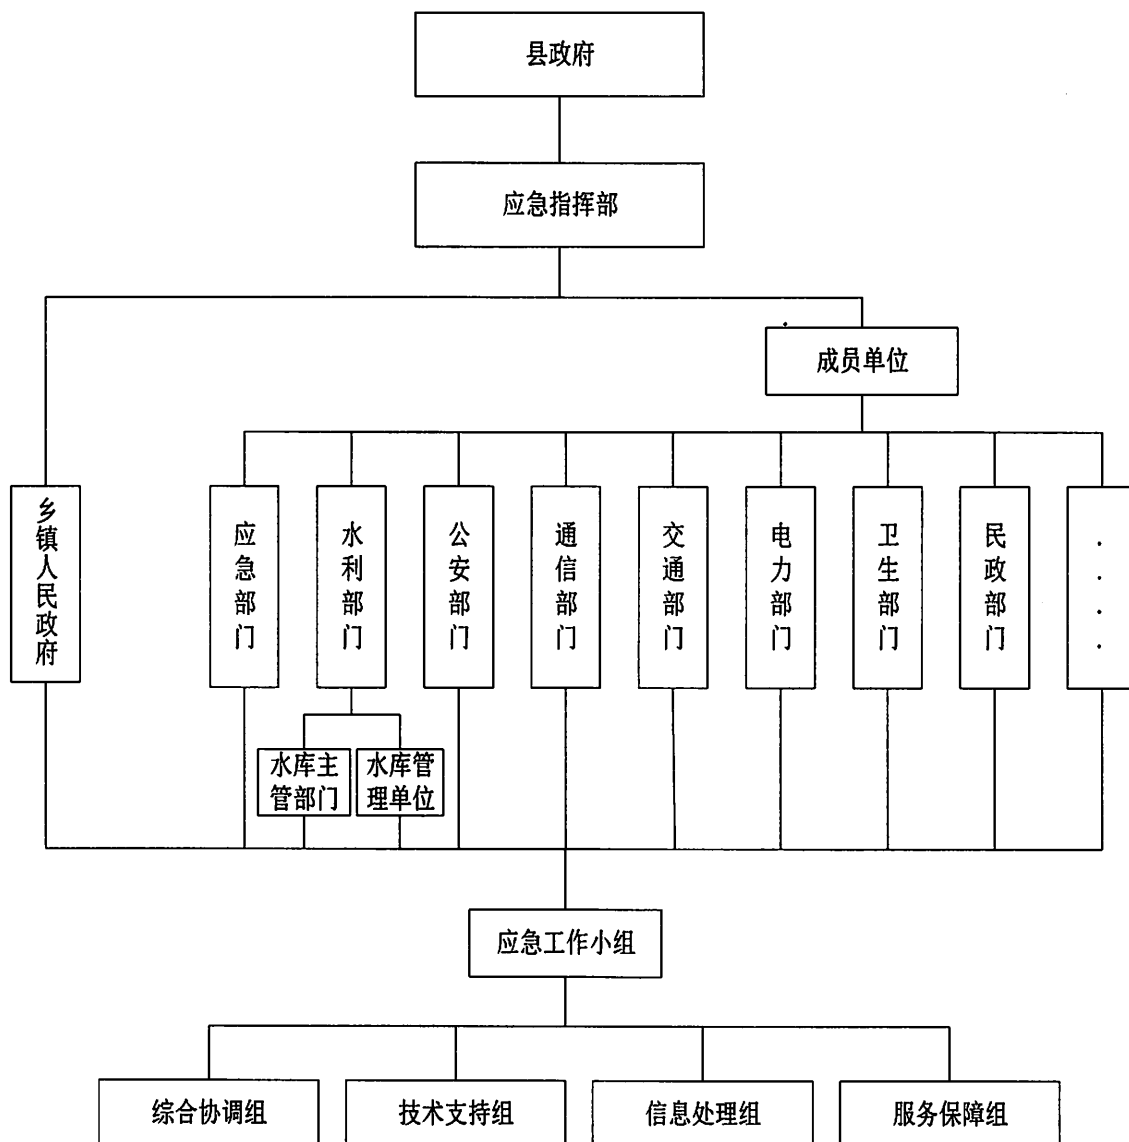 县政府
应急指挥部
成员单位
乡镇人民政府
应急部门
水利部门
公安部门
通信部门
交通部门
电力部门
卫生部门
民政部门
....
水库主
管部门
水库管
理单位
应急工作小组
综合协调组
技术支持组
信息处理组
服务保障组